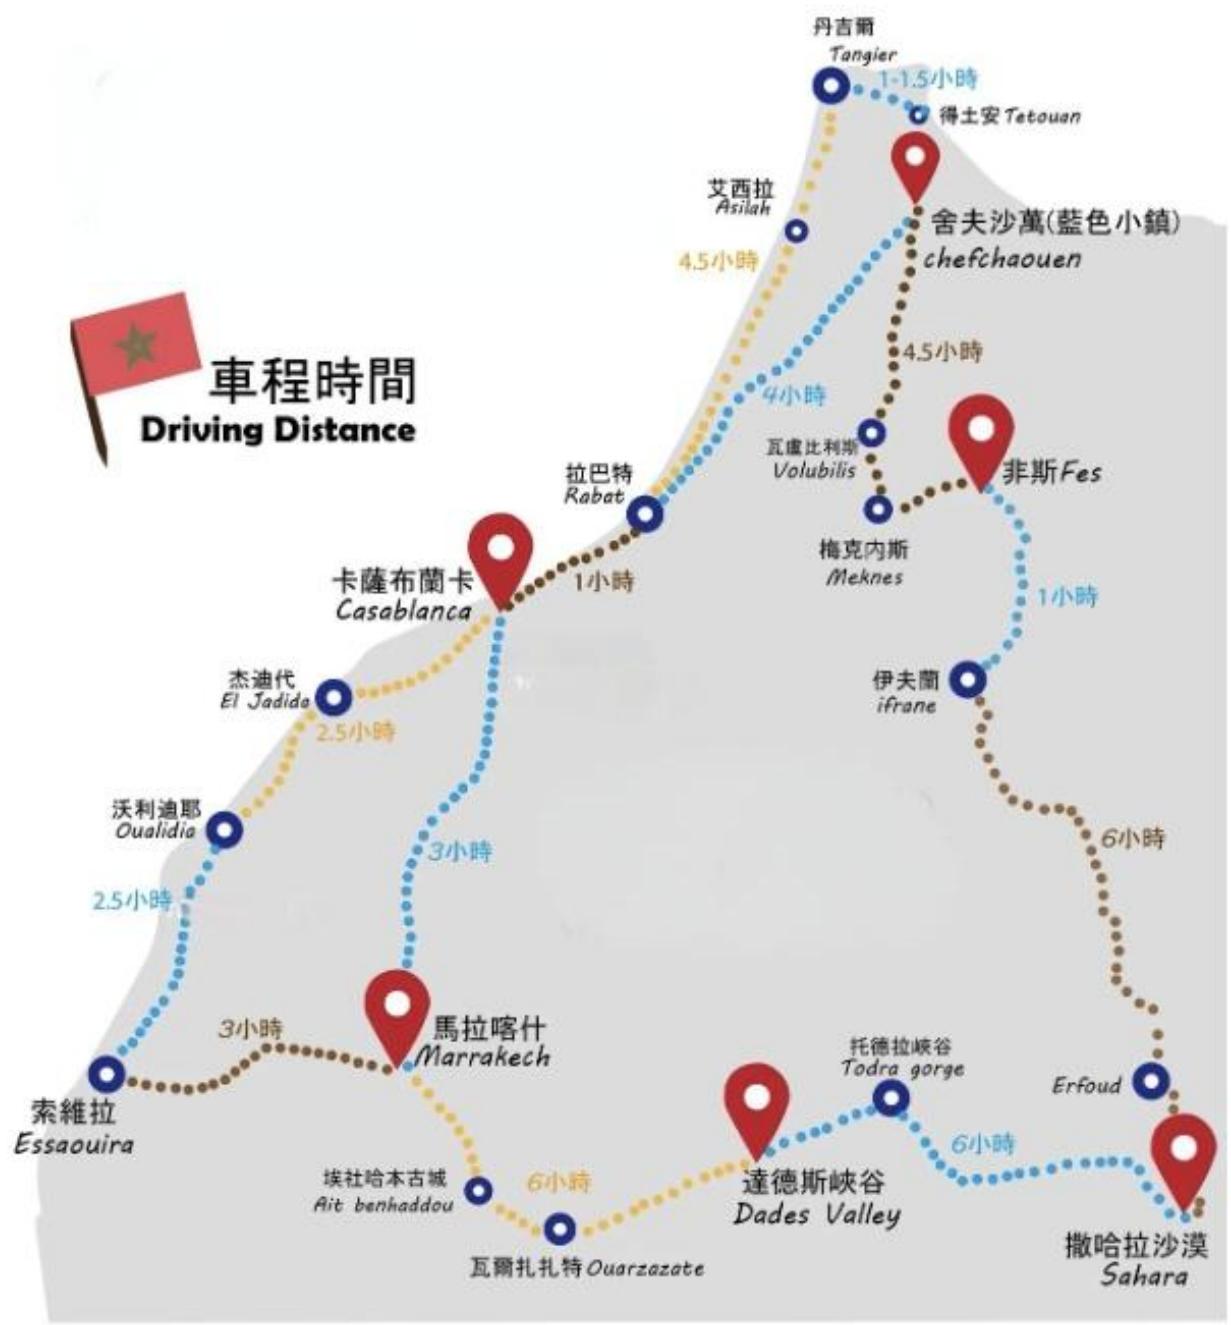 丹吉爾
Tangier
1-1.5小時
得土安 Tetouan
艾西拉
Asilah
舍夫沙萬(藍色小鎮)
chefchaouen
4.5小時
車程時間
Driving Distance
4.5小時
4小時
瓦盧比利斯
Volubilis
非斯Fes
拉巴特
Rabat
梅克內斯
Meknes
卡薩布蘭卡
Casablanca
1小時
1小時
杰迪代
El Jadida
伊夫蘭
ifrane
2.5小時
沃利迪耶
Oualidia
3小時
6小時
2.5小時
3小時
馬拉喀什
Marrakech
托德拉峽谷
Todra gorge
Erfoud
索維拉
Essaouira
6小時
埃社哈本古城
Ait benhaddou
6小時
達德斯峽谷
Dades Valley
瓦爾扎扎特 Ouarzazate
撒哈拉沙漠
Sahara